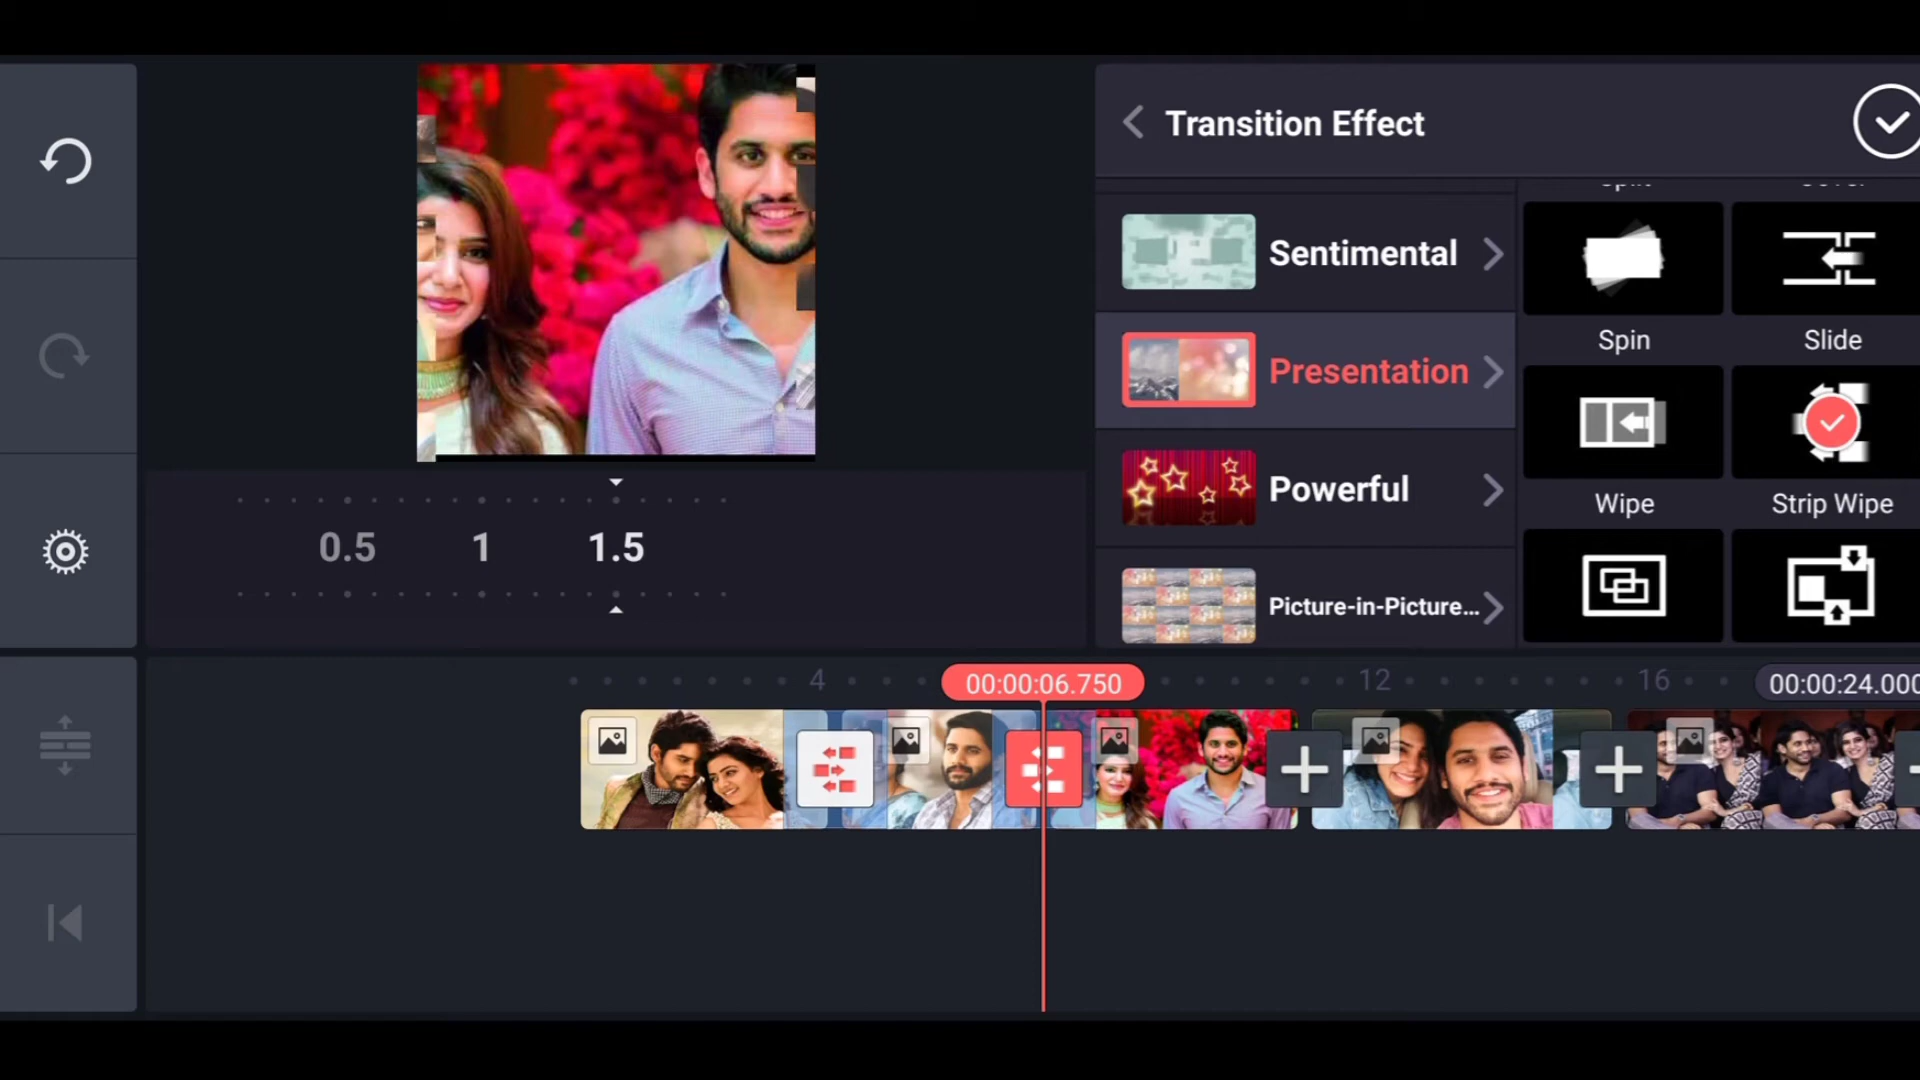 Transition Effect
Sentimental
Presentation
Powerful
Picture-in-Picture...
Spin
Slide
Wipe
Strip Wipe
0.5
1
1.5
4
00:00:06.750
12
16
00:00:24.000